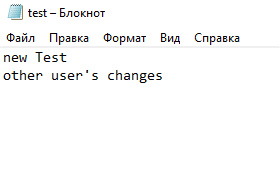 test – Блокнот
Файл Правка Формат Вид Справка
new Test
other user's changes